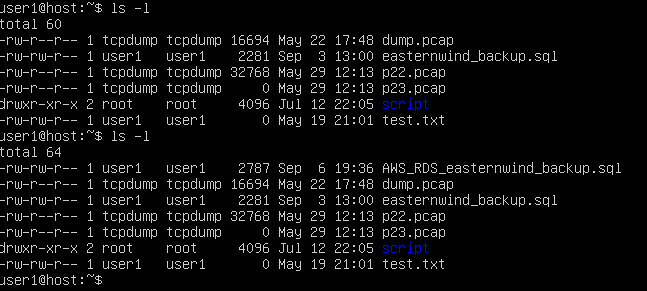 user1@host:~$ ls -l
total 60
-rw-r--r-- 1 tcpdump tcpdump 16694 May 22 17:48 dump.pcap
-rw-rw-r-- 1 user1   user1    2281 Sep  3 13:00 easternwind_backup.sql
-rw-rw-r-- 1 tcpdump tcpdump 32768 May 29 12:13 p22.pcap
-rw-rw-r-- 1 tcpdump tcpdump     0 May 29 12:13 p23.pcap
drwxr-xr-x 2 root    root     4096 Jul 12 22:05 script
-rw-rw-r-- 1 user1   user1       0 May 19 21:01 test.txt
user1@host:~$ ls -l
total 64
-rw-rw-r-- 1 user1   user1    2787 Sep  6 19:36 AWS_RDS_easternwind_backup.sql
-rw-r--r-- 1 tcpdump tcpdump 16694 May 22 17:48 dump.pcap
-rw-rw-r-- 1 user1   user1    2281 Sep  3 13:00 easternwind_backup.sql
-rw-rw-r-- 1 tcpdump tcpdump 32768 May 29 12:13 p22.pcap
-rw-rw-r-- 1 tcpdump tcpdump     0 May 29 12:13 p23.pcap
drwxr-xr-x 2 root    root     4096 Jul 12 22:05 script
-rw-rw-r-- 1 user1   user1       0 May 19 21:01 test.txt
user1@host:~$